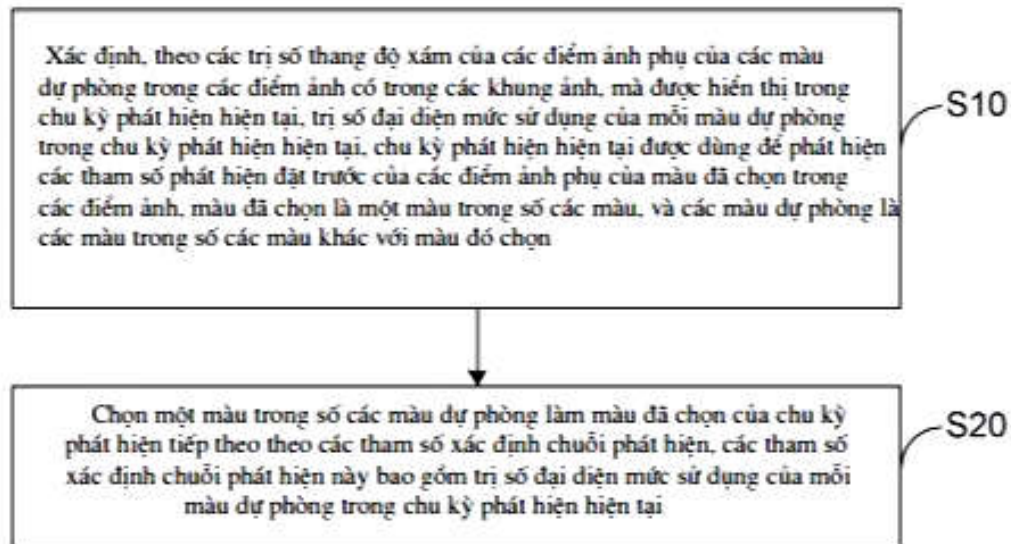 Xác định, theo các trị số thang độ xám của các điểm ảnh phụ của các màu
dự phòng trong các điểm ảnh có trong các khung ảnh, mà được hiển thị trong
chu kỳ phát hiện hiện tại, trị số đại diện mức sử dụng của mỗi màu dự phòng
trong chu kỳ phát hiện hiện tại, chu kỳ phát hiện hiện tại được dùng để phát hiện
các tham số phát hiện đặt trước của các điểm ảnh phụ của màu đã chọn trong
các điểm ảnh, màu đã chọn là một màu trong số các màu, và các màu dự phòng là
các màu trong số các màu khác với màu đó chọn
S10
Chọn một màu trong số các màu dự phòng làm màu đã chọn của chu kỳ
phát hiện tiếp theo theo các tham số xác định chuỗi phát hiện, các tham số
xác định chuỗi phát hiện này bao gồm trị số đại diện mức sử dụng của mỗi
màu dự phòng trong chu kỳ phát hiện hiện tại
S20